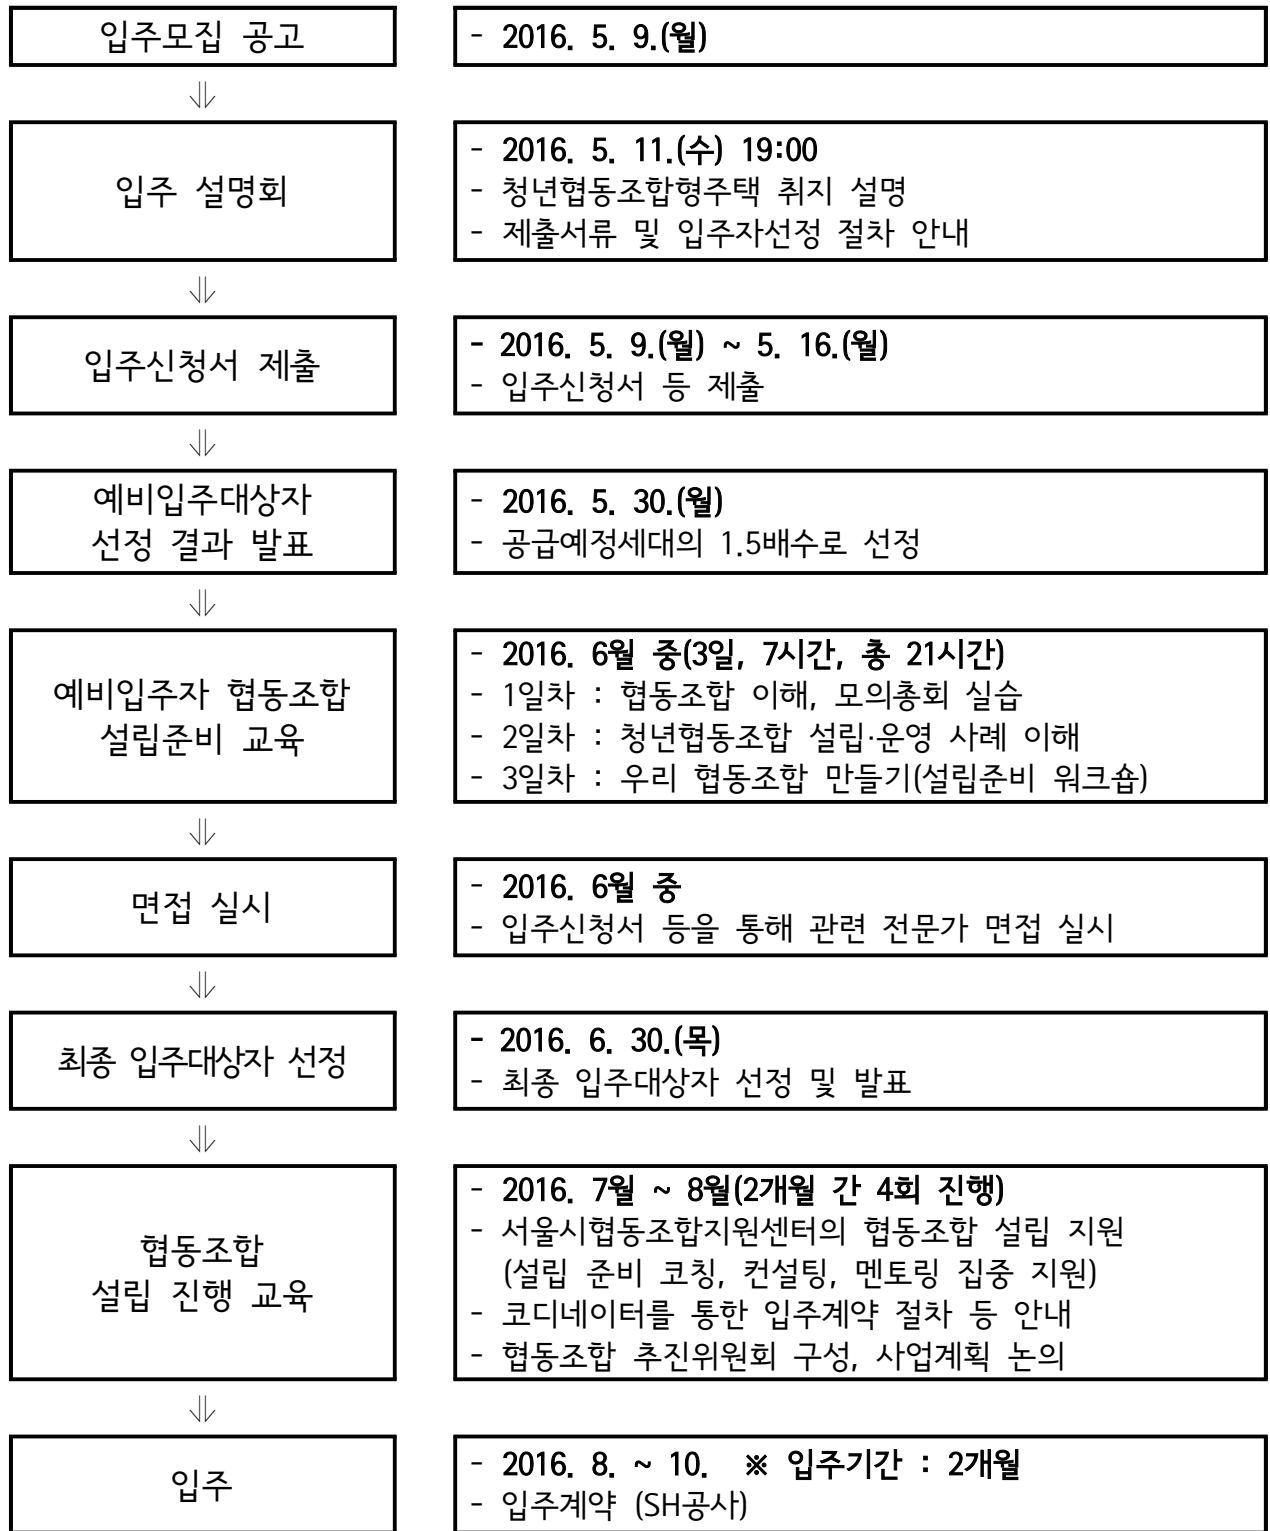 입주모집 공고
- 2016. 5. 9.(월)
⇓
입주 설명회
- 2016. 5. 11.(수) 19:00
- 청년협동조합형주택 취지 설명
- 제출서류 및 입주자선정 절차 안내
⇓
입주신청서 제출
- 2016. 5. 9.(월) ~ 5. 16.(월)
- 입주신청서 등 제출
⇓
예비입주대상자
선정 결과 발표
- 2016. 5. 30.(월)
- 공급예정세대의 1.5배수로 선정
⇓
예비입주자 협동조합
설립준비 교육
- 2016. 6월 중(3일, 7시간, 총 21시간)
- 1일차 : 협동조합 이해, 모의총회 실습
- 2일차 : 청년협동조합 설립·운영 사례 이해
- 3일차 : 우리 협동조합 만들기(설립준비 워크숍)
⇓
면접 실시
- 2016. 6월 중
- 입주신청서 등을 통해 관련 전문가 면접 실시
⇓
최종 입주대상자 선정
- 2016. 6. 30.(목)
- 최종 입주대상자 선정 및 발표
⇓
협동조합
설립 진행 교육
- 2016. 7월 ~ 8월(2개월 간 4회 진행)
- 서울시협동조합지원센터의 협동조합 설립 지원
(설립 준비 코칭, 컨설팅, 멘토링 집중 지원)
- 코디네이터를 통한 입주계약 절차 등 안내
- 협동조합 추진위원회 구성, 사업계획 논의
⇓
입주
- 2016. 8. ~ 10. ※ 입주기간 : 2개월
- 입주계약 (SH공사)